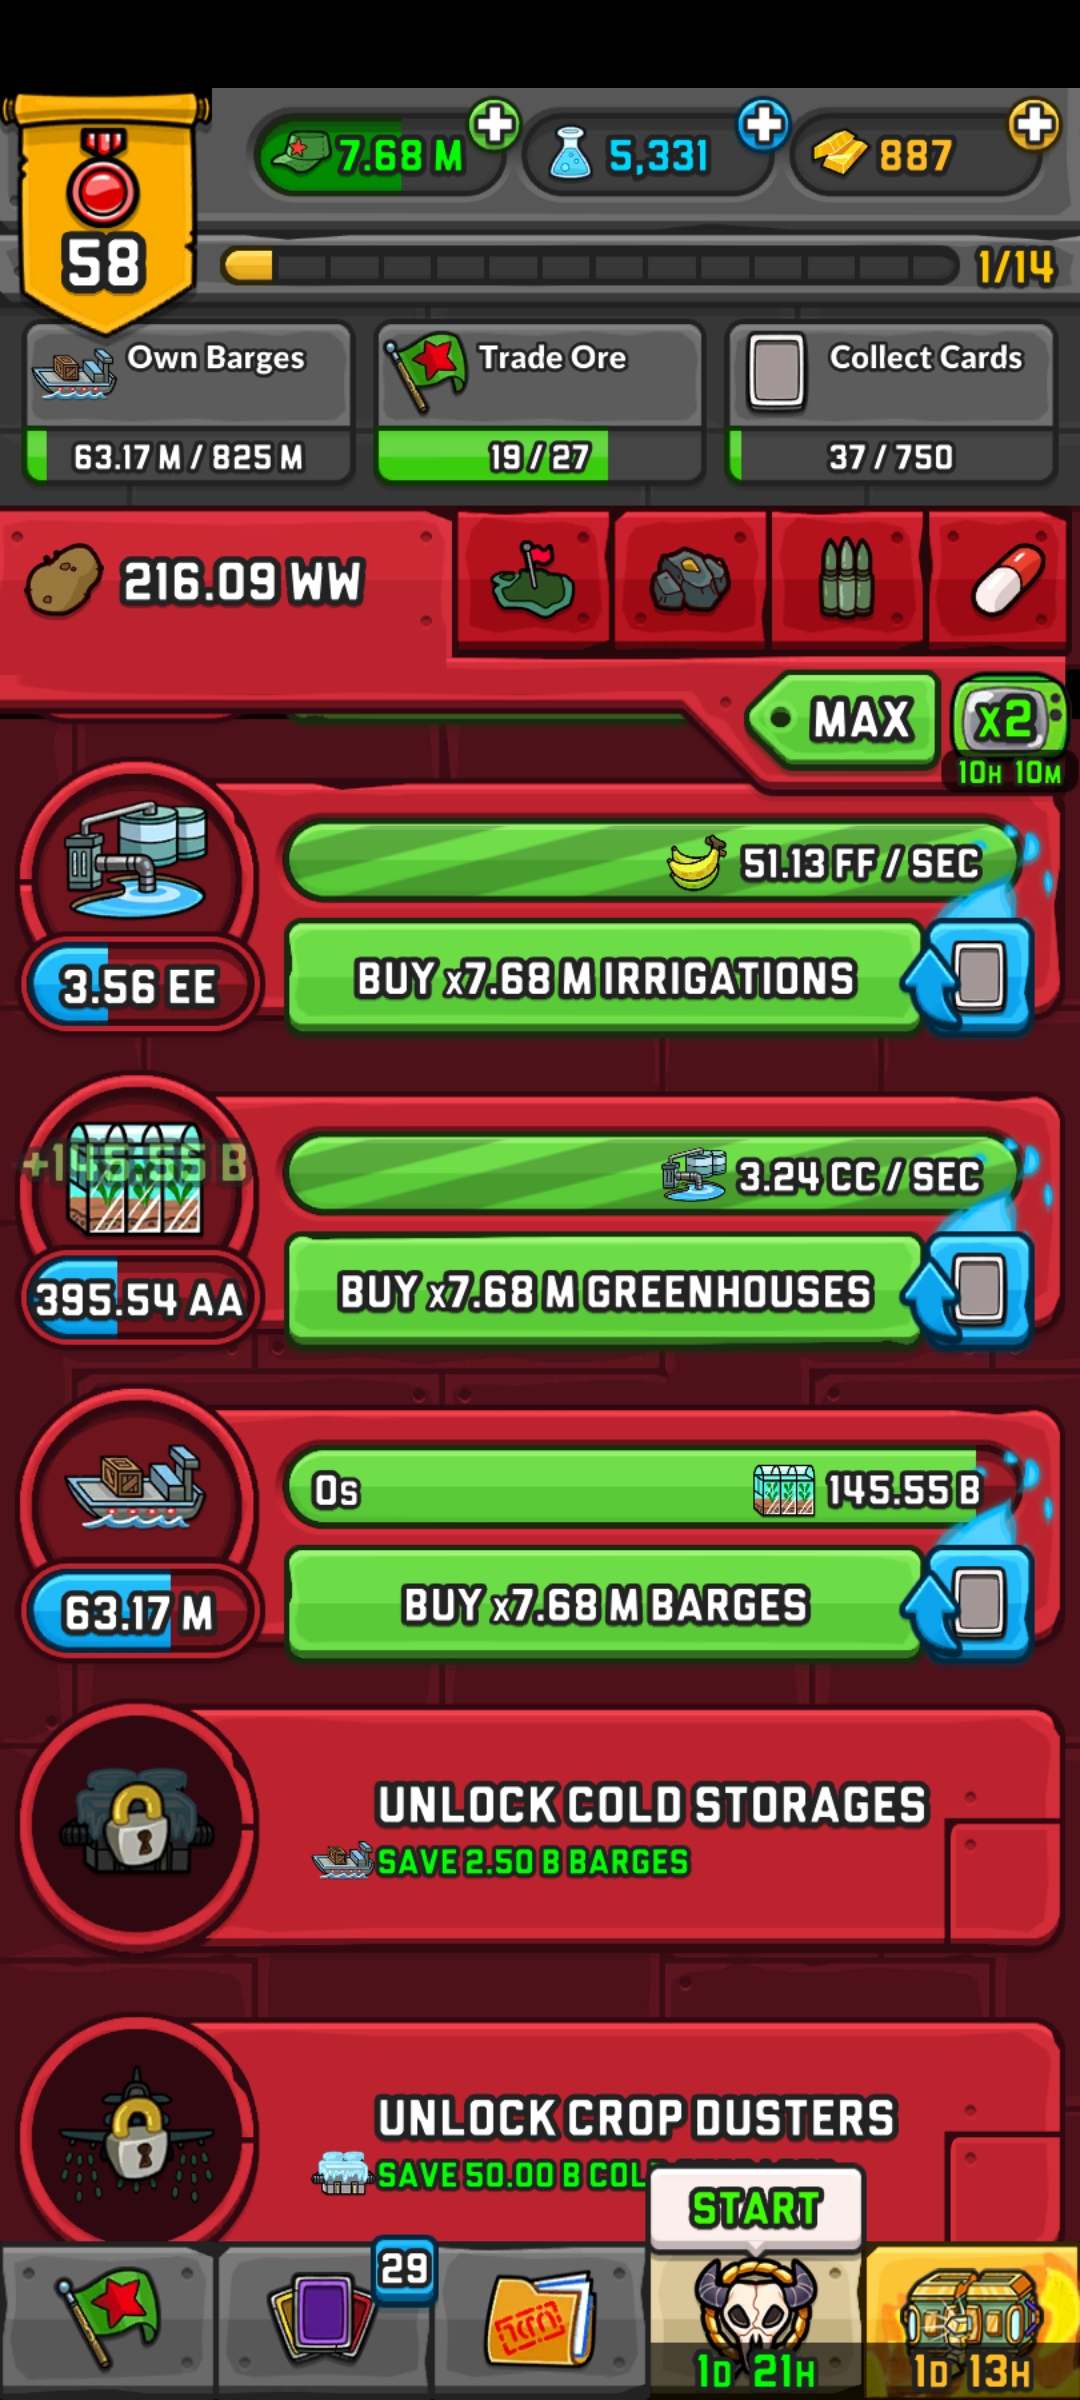 58
7.68 M
5,331
887
1/14
Own Barges
63.17 M / 825 M
Trade Ore
19 / 27
Collect Cards
37 / 750
216.09 WW
MAX
x2
10H 10M
51.13 FF / SEC
3.56 EE
BUY x7.68 M IRRIGATIONS
+145.55 B
3.24 CC / SEC
395.54 AA
BUY x7.68 M GREENHOUSES
0s
145.55 B
63.17 M
BUY x7.68 M BARGES
UNLOCK COLD STORAGES
SAVE 2.50 B BARGES
UNLOCK CROP DUSTERS
SAVE 50.00 B
START
29
1D 21H
1D 13H